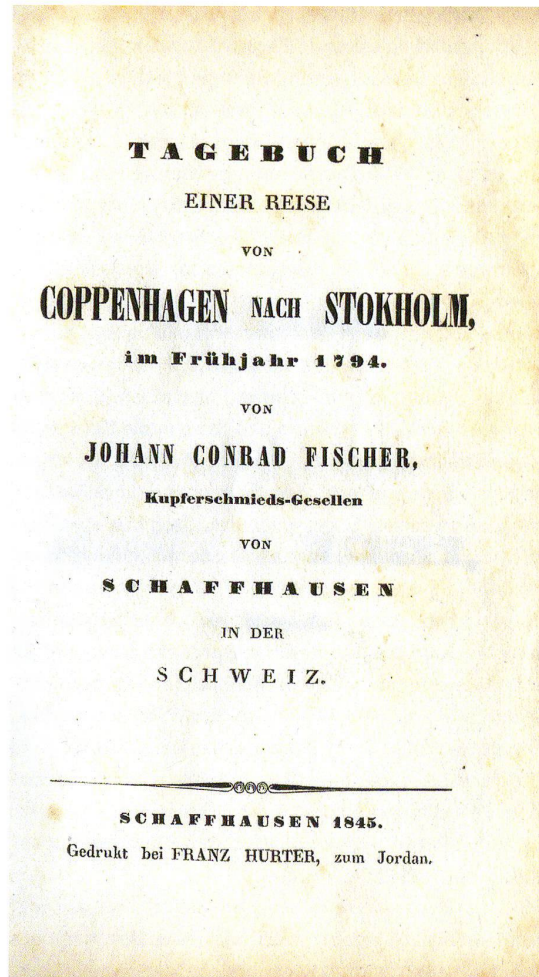 TAGEBUCH
EINER REISE
VON
COPPENHAGEN NACH STOKHOLM,
im Frühjahr 1794.
VON
JOHANN CONRAD FISCHER,
Kupferschmieds-Gesellen
VON
SCHAFFHAUSEN
IN DER
SCHWEIZ.
SCHAFFHAUSEN 1845.
Gedrukt bei FRANZ HURTER, zum Jordan.